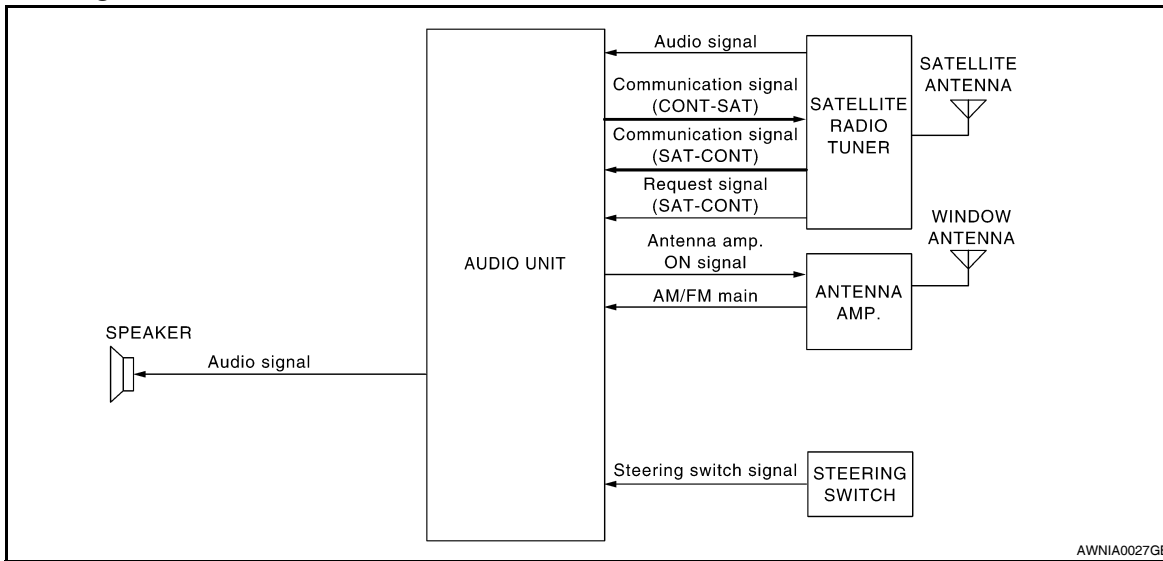 Audio signal
Communication signal
(CONT-SAT)
Communication signal
(SAT-CONT)
Request signal
(SAT-CONT)
SATELLITE
RADIO
TUNER
SATELLITE
ANTENNA
Antenna amp.
ON signal
AM/FM main
ANTENNA
AMP.
WINDOW
ANTENNA
AUDIO UNIT
SPEAKER
Audio signal
Steering switch signal
STEERING
SWITCH